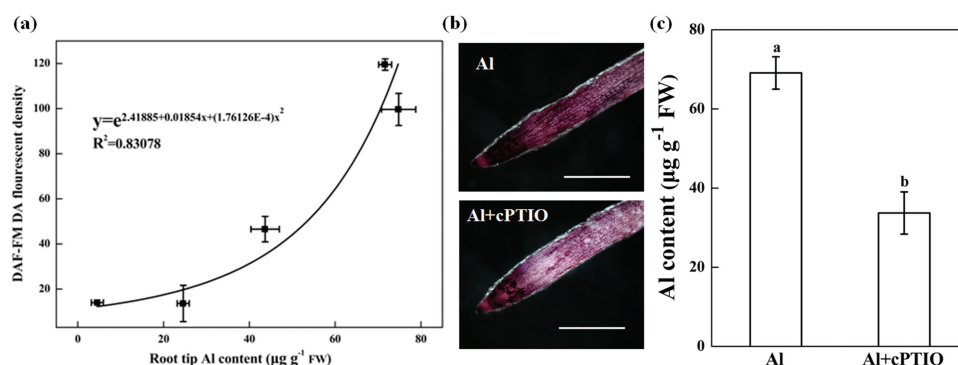 (a)
DAF-FM DA flourescent density
120
100
80
60
40
20
y=e^2.41885+0.01854x+(1.76126E-4)x^2
R²=0.83078
0 20 40 60 80
Root tip Al content (µg g⁻¹ FW)
(b)
Al
Al+cPTIO
(c)
Al content (µg g⁻¹ FW)
80
60
40
20
0
a
b
Al Al+cPTIO